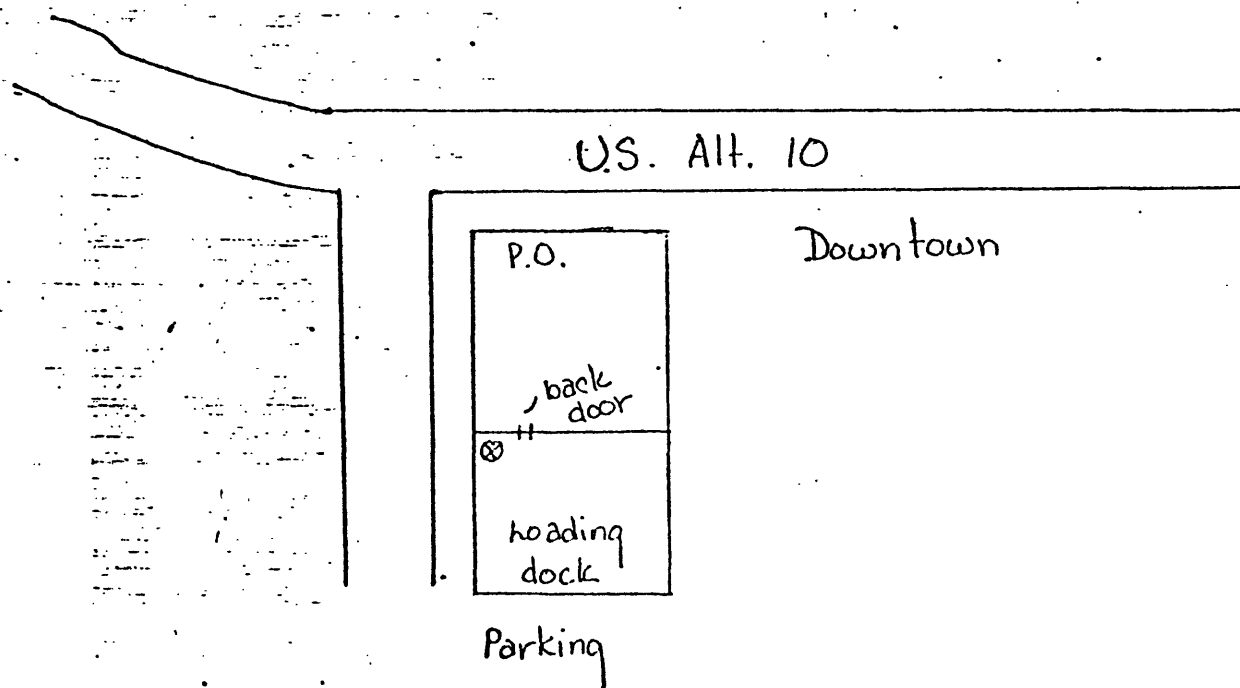 U.S. Alt. 10
Downtown
P.O.
back
door
Loading
dock
Parking